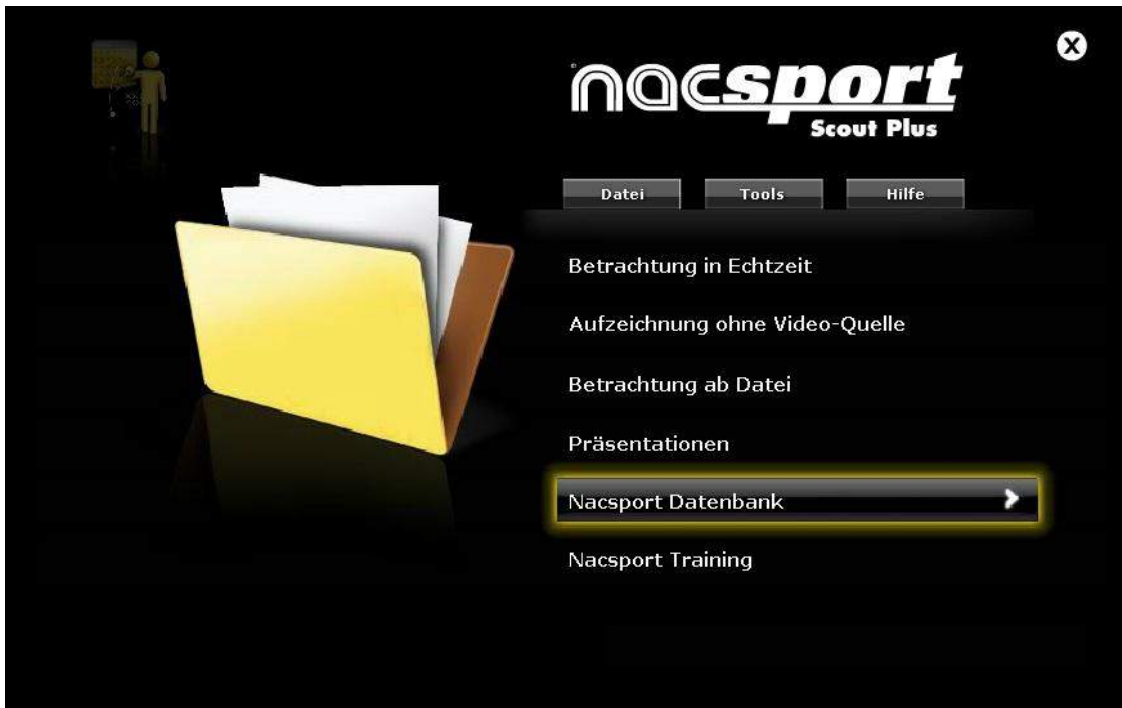 nacsport
Scout Plus
Datei Tools Hilfe
Betrachtung in Echtzeit
Aufzeichnung ohne Video-Quelle
Betrachtung ab Datei
Präsentationen
Nacsport Datenbank
Nacsport Training